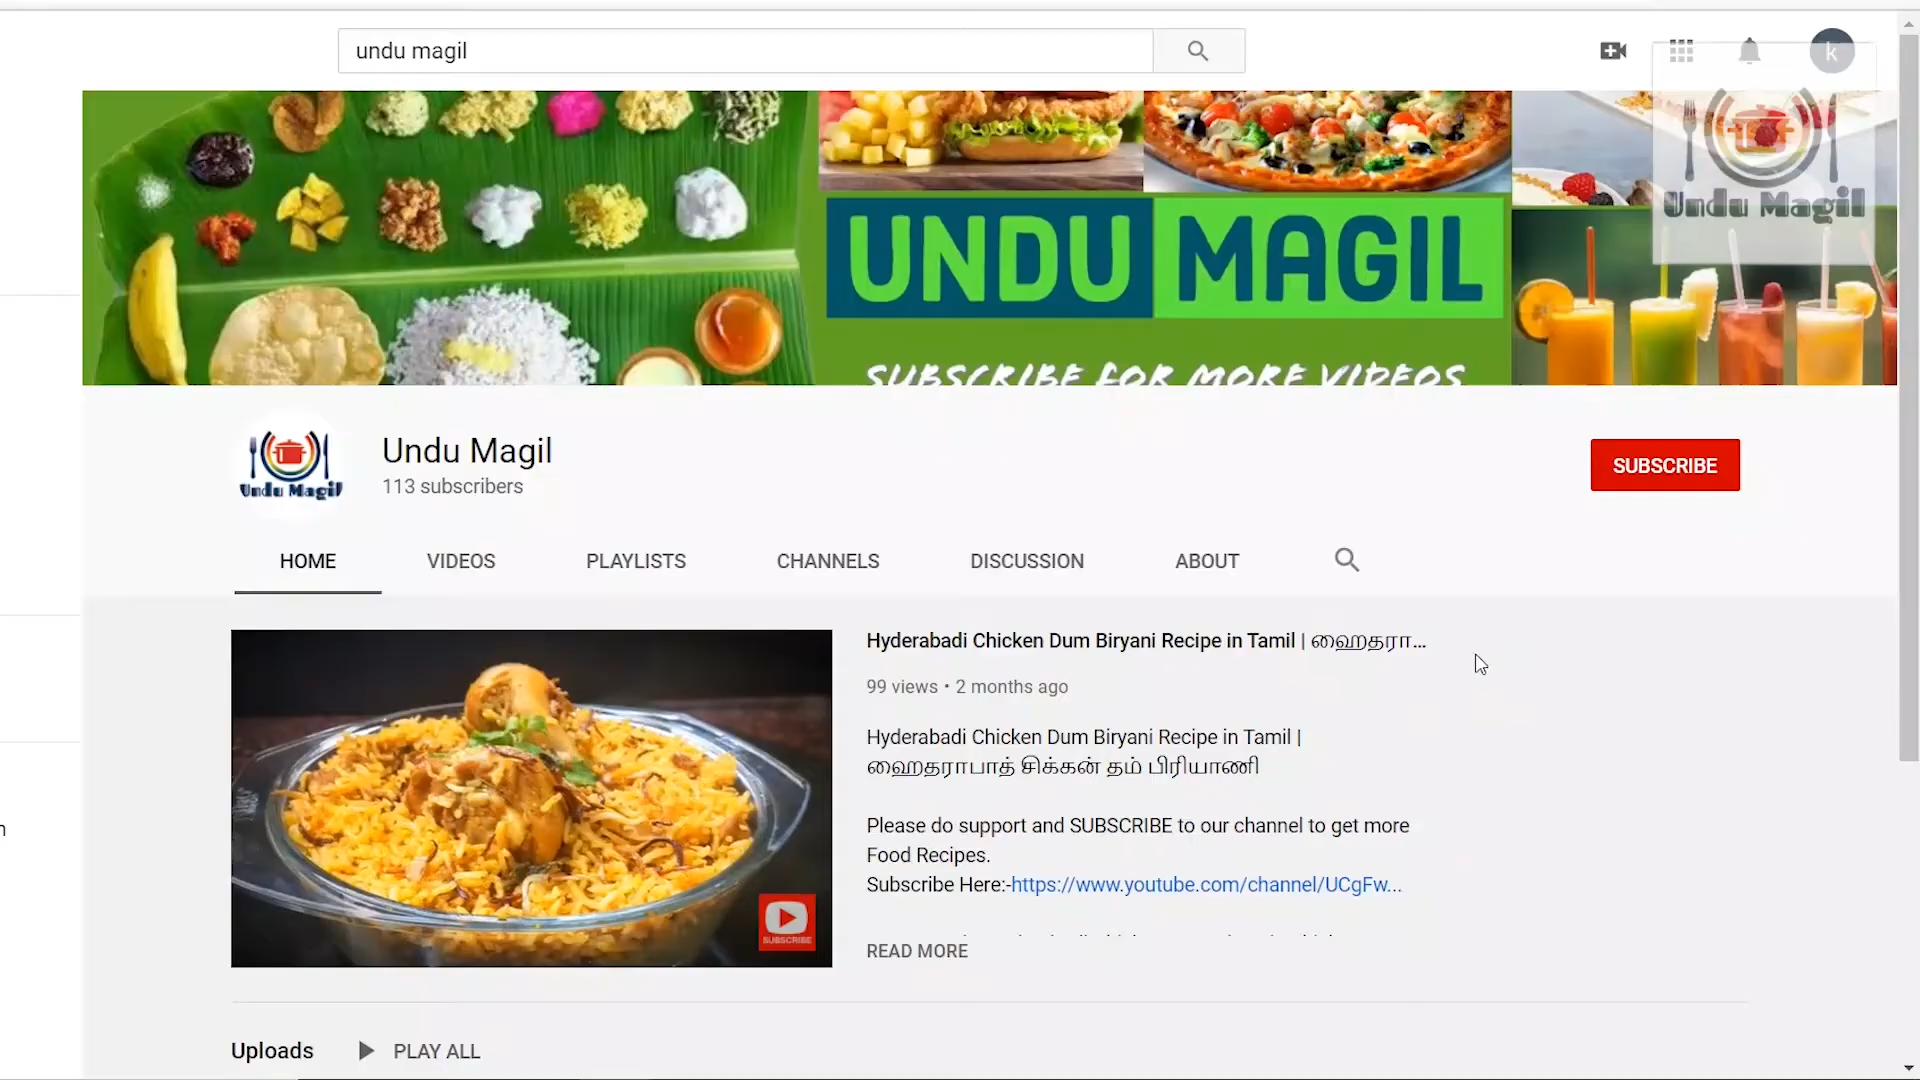 undu magil
k
Undu Magil
UNDU MAGIL
SUBSCRIBE FOR MORE VIDEOS
Undu Magil
Undu Magil
113 subscribers
SUBSCRIBE
HOME VIDEOS PLAYLISTS CHANNELS DISCUSSION ABOUT
Hyderabadi Chicken Dum Biryani Recipe in Tamil | ஹைதரா...
99 views • 2 months ago
Hyderabadi Chicken Dum Biryani Recipe in Tamil |
ஹைதராபாத் சிக்கன் தம் பிரியாணி
Please do support and SUBSCRIBE to our channel to get more
Food Recipes.
Subscribe Here:-https://www.youtube.com/channel/UCgFw...
SUBSCRIBE
READ MORE
Uploads PLAY ALL